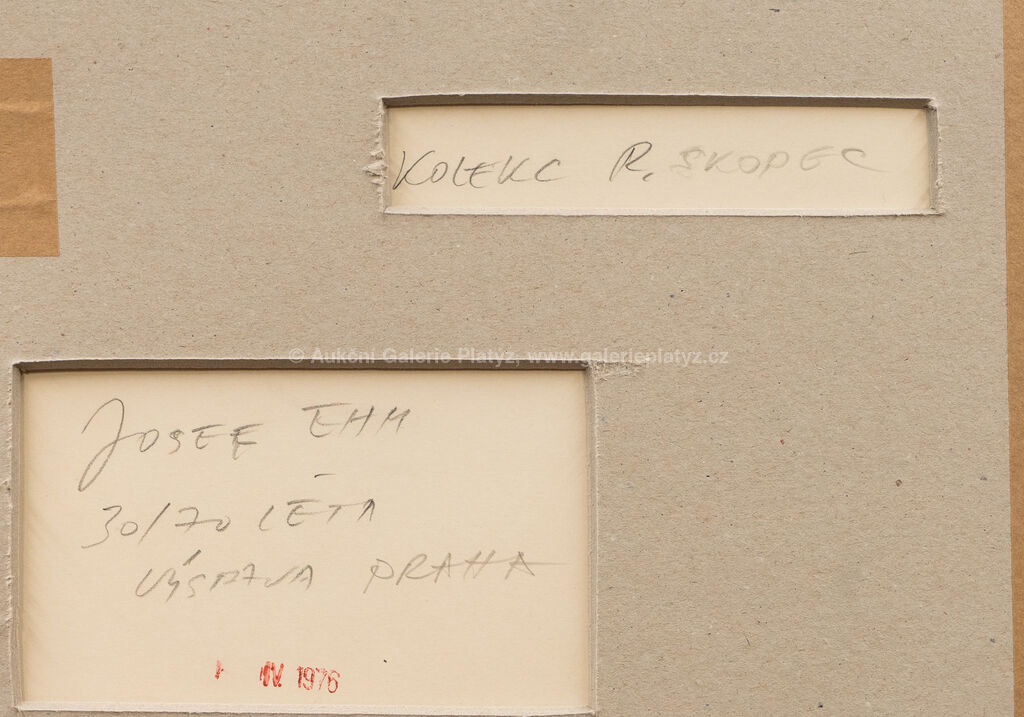 KOLEKC R. SKOPEC
© Aukční Galerie Platýz, www.galerieplatyz.cz
JOSEF EHM
30/70 LÉTA
VÝSTAVA PRAHA
IV. 1976